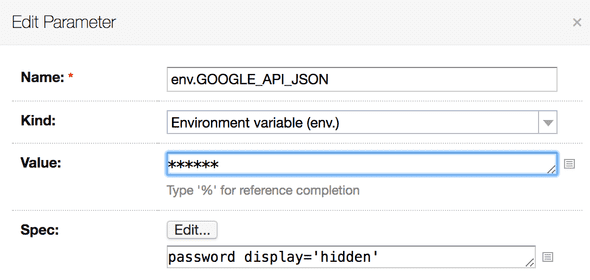 Edit Parameter ×
Name: * env.GOOGLE_API_JSON
Kind: Environment variable (env.)
Value: ******
Type '%' for reference completion
Spec: Edit...
password display='hidden'